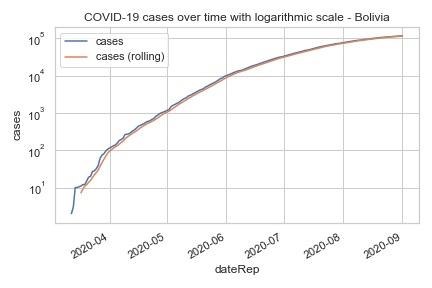 COVID-19 cases over time with logarithmic scale - Bolivia
cases
cases (rolling)
10⁵
10⁴
10³
10²
10¹
cases
2020-04
2020-05
2020-06
2020-07
2020-08
2020-09
dateRep